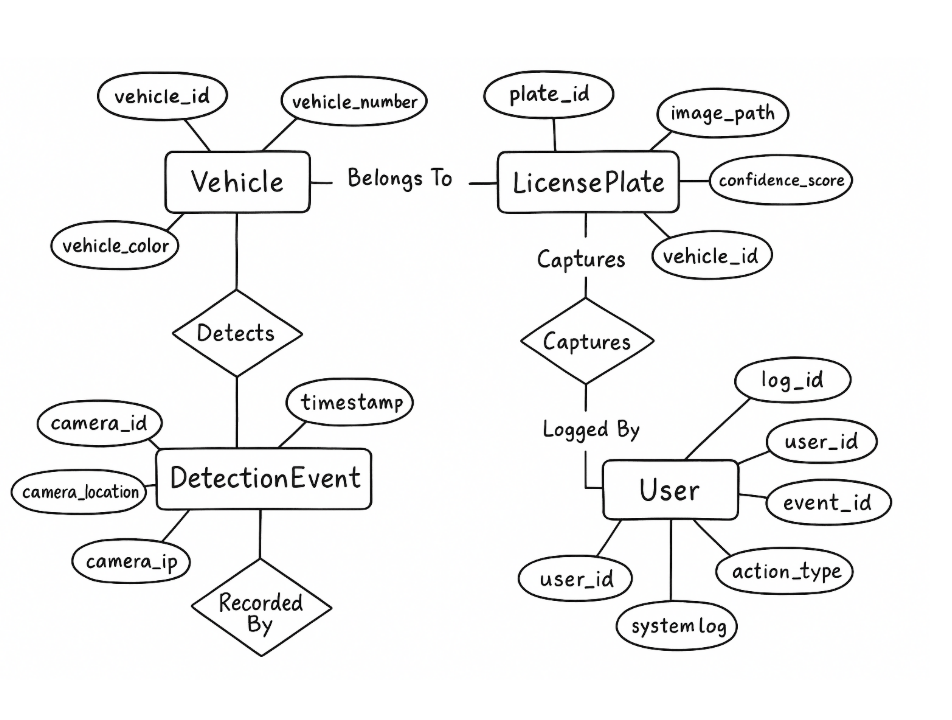 vehicle_id
vehicle_number
plate_id
image_path
Vehicle
Belongs To
LicensePlate
confidence_score
vehicle_color
Captures
vehicle_id
Detects
Captures
log_id
camera_id
timestamp
Logged By
user_id
camera_location
DetectionEvent
User
event_id
camera_ip
user_id
action_type
Recorded
By
system log